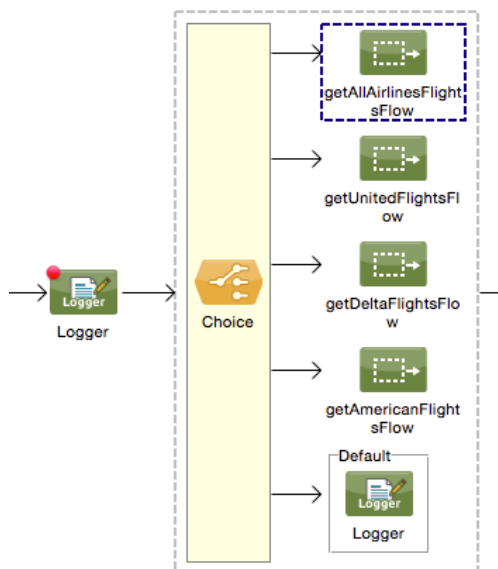 getAllAirlinesFlight
sFlow
getUnitedFlightsFl
ow
Logger
Logger
Choice
getDeltaFlightsFlo
w
getAmericanFlight
sFlow
Default
Logger
Logger